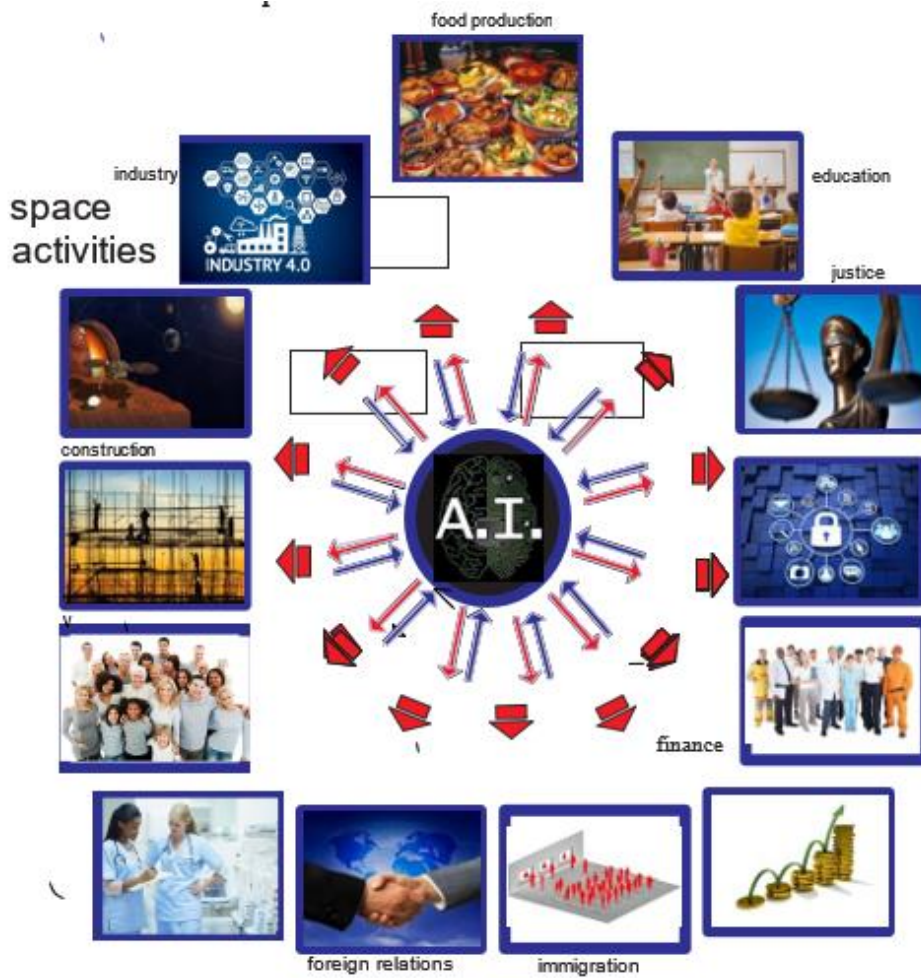 food production
industry
education
space
activities
INDUSTRY 4.0
justice
construction
A.I.
finance
foreign relations
immigration